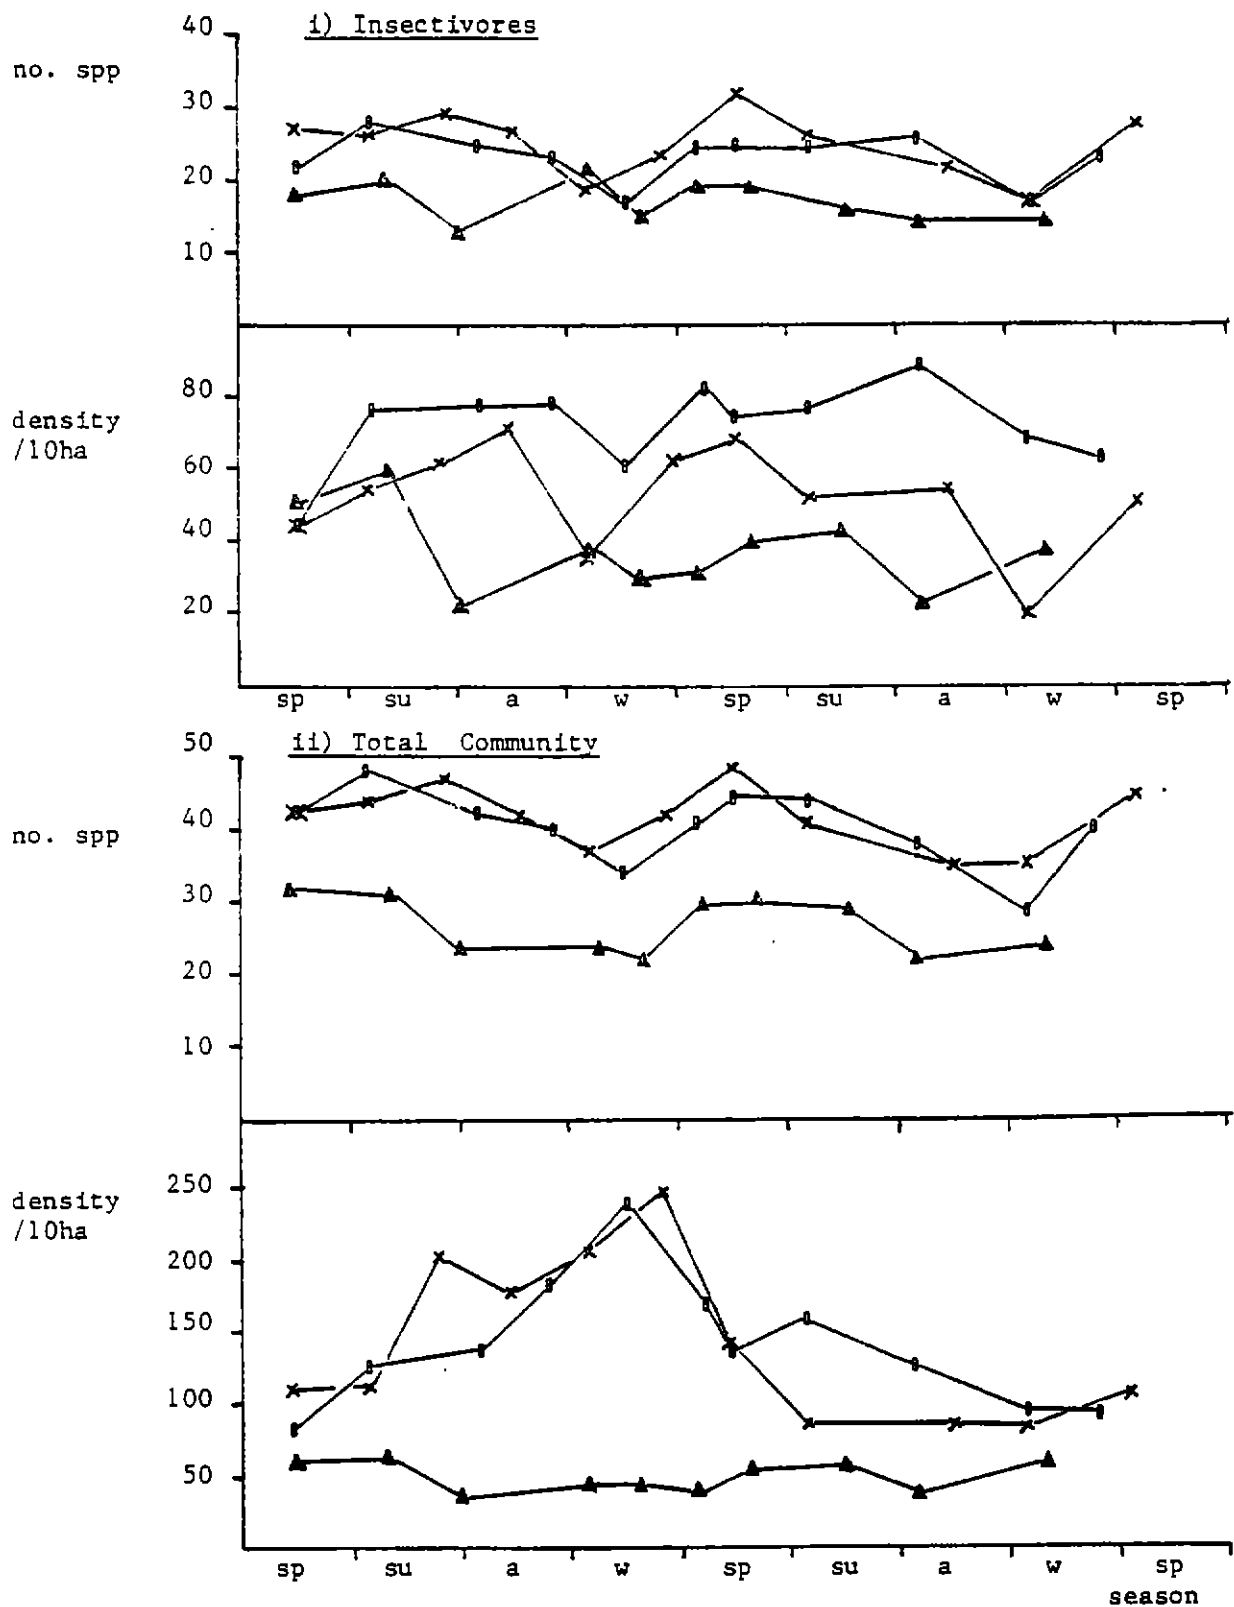 i) Insectivores
no. spp
40
30
20
10
density
/10ha
80
60
40
20
sp su a w sp su a w sp
ii) Total Community
no. spp
50
40
30
20
10
density
/10ha
250
200
150
100
50
sp su a w sp su a w sp
season